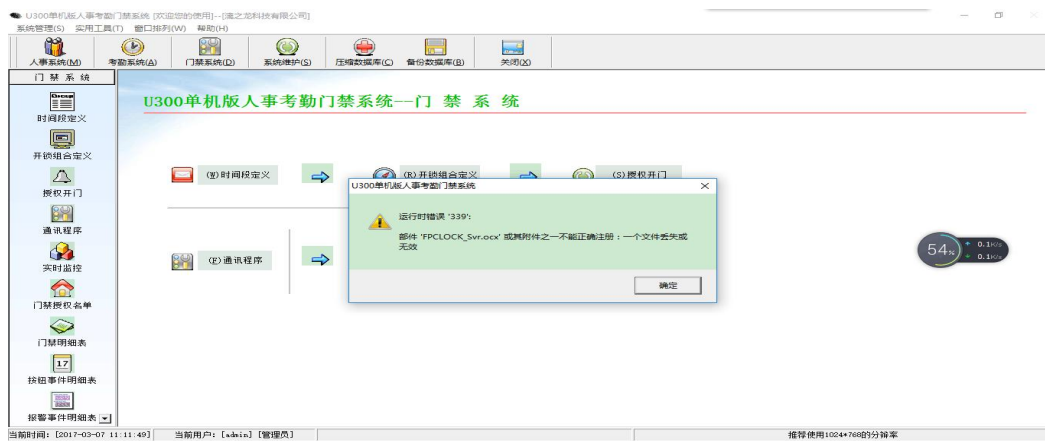 U300单机版人事考勤门禁系统 [欢迎您的使用]--[浩之龙科技有限公司]
系统管理(S) 实用工具(T) 窗口排列(W) 帮助(H)
人事系统(M) 考勤系统(A) 门禁系统(D) 系统维护(S) 压缩数据库(C) 备份数据库(B) 关闭(X)
门禁系统
U300单机版人事考勤门禁系统--门 禁 系 统
Group
时间段定义
开锁组合定义
授权开门
通讯程序
实时监控
门禁授权名单
门禁明细表
17
按钮事件明细表
报警事件明细表
(W)时间段定义
(R)开锁组合定义
(S)授权开门
(E)通讯程序
U300单机版人事考勤门禁系统
运行时错误 '339':
部件 'FPCLOCK_Svr.ocx' 或其附件之一不能正确注册：一个文件丢失或
无效
确定
54%
0.1K/s
0.1K/s
当前时间: [2017-03-07 11:11:49] 当前用户: [admin] [管理员] 推荐使用1024*768的分辨率